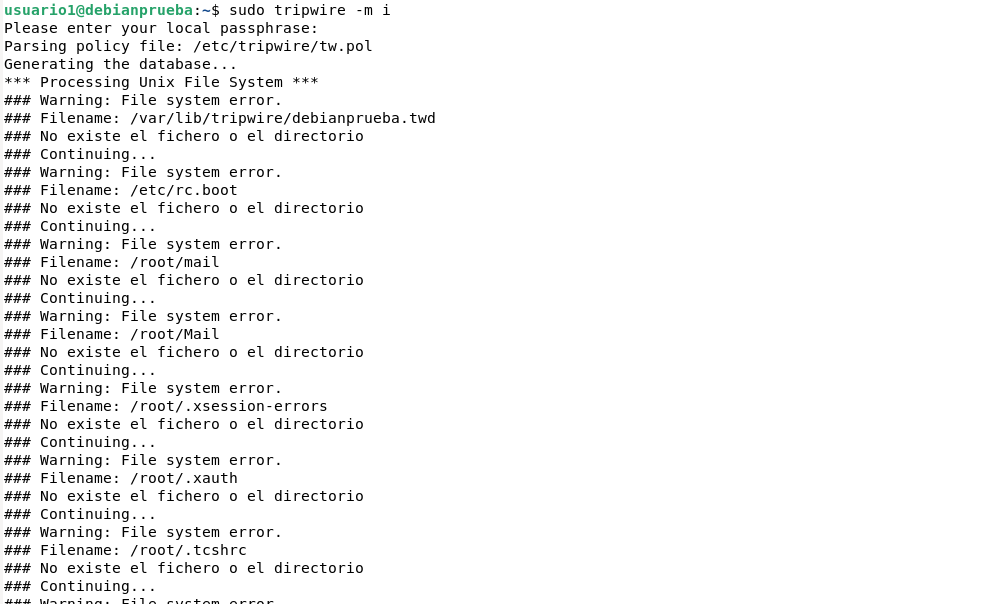 usuario1@debianprueba:~$ sudo tripwire -m i
Please enter your local passphrase:
Parsing policy file: /etc/tripwire/tw.pol
Generating the database...
*** Processing Unix File System ***
### Warning: File system error.
### Filename: /var/lib/tripwire/debianprueba.twd
### No existe el fichero o el directorio
### Continuing...
### Warning: File system error.
### Filename: /etc/rc.boot
### No existe el fichero o el directorio
### Continuing...
### Warning: File system error.
### Filename: /root/mail
### No existe el fichero o el directorio
### Continuing...
### Warning: File system error.
### Filename: /root/Mail
### No existe el fichero o el directorio
### Continuing...
### Warning: File system error.
### Filename: /root/.xsession-errors
### No existe el fichero o el directorio
### Continuing...
### Warning: File system error.
### Filename: /root/.xauth
### No existe el fichero o el directorio
### Continuing...
### Warning: File system error.
### Filename: /root/.tcshrc
### No existe el fichero o el directorio
### Continuing...
### Warning: File system error.